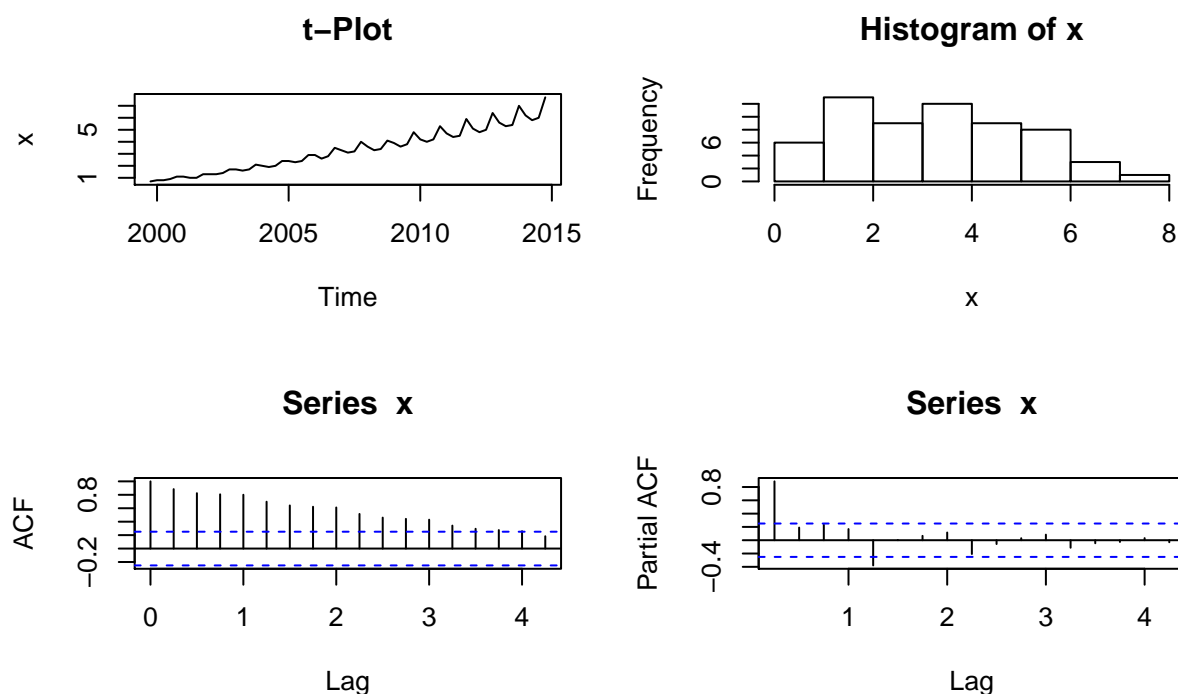 t−Plot
x
1 5
2000 2005 2010 2015
Time
Histogram of x
Frequency
0 6
0 2 4 6 8
x
Series x
ACF
−0.2 0.8
0 1 2 3 4
Lag
Series x
Partial ACF
−0.4 0.8
1 2 3 4
Lag